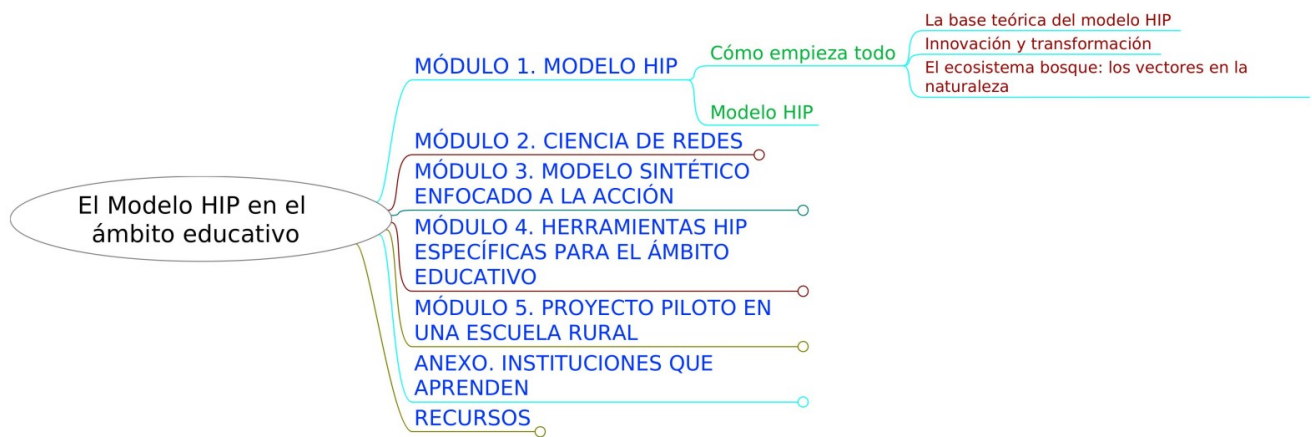 El Modelo HIP en el
ámbito educativo
MÓDULO 1. MODELO HIP
Cómo empieza todo
La base teórica del modelo HIP
Innovación y transformación
El ecosistema bosque: los vectores en la
naturaleza
Modelo HIP
MÓDULO 2. CIENCIA DE REDES
MÓDULO 3. MODELO SINTÉTICO
ENFOCADO A LA ACCIÓN
MÓDULO 4. HERRAMIENTAS HIP
ESPECÍFICAS PARA EL ÁMBITO
EDUCATIVO
MÓDULO 5. PROYECTO PILOTO EN
UNA ESCUELA RURAL
ANEXO. INSTITUCIONES QUE
APRENDEN
RECURSOS